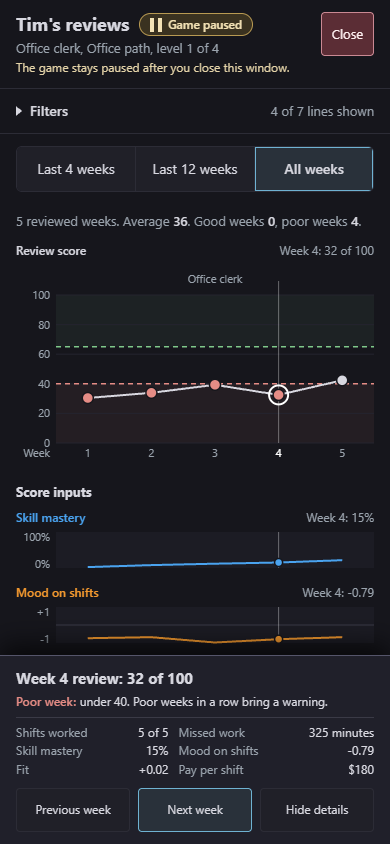 Tim's reviews
Game paused
Close
Office clerk, Office path, level 1 of 4
The game stays paused after you close this window.
Filters
4 of 7 lines shown
Last 4 weeks
Last 12 weeks
All weeks
5 reviewed weeks. Average 36. Good weeks 0, poor weeks 4.
Review score
Week 4: 32 of 100
Office clerk
100
80
60
40
20
0
Week 1 2 3 4 5
Score inputs
Skill mastery
Week 4: 15%
100%
0%
Mood on shifts
Week 4: -0.79
+1
-1
Week 4 review: 32 of 100
Poor week: under 40. Poor weeks in a row bring a warning.
Shifts worked 5 of 5 Missed work 325 minutes
Skill mastery 15% Mood on shifts -0.79
Fit +0.02 Pay per shift $180
Previous week
Next week
Hide details